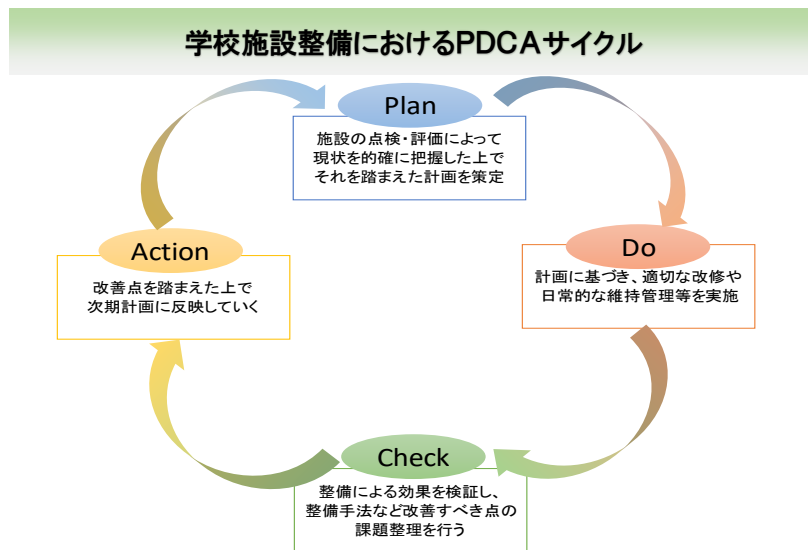 学校施設整備におけるPDCAサイクル
Plan
施設の点検・評価によって
現状を的確に把握した上で
それを踏まえた計画を策定
Do
計画に基づき、適切な改修や
日常的な維持管理等を実施
Check
整備による効果を検証し、
整備手法など改善すべき点の
課題整理を行う
Action
改善点を踏まえた上で
次期計画に反映していく